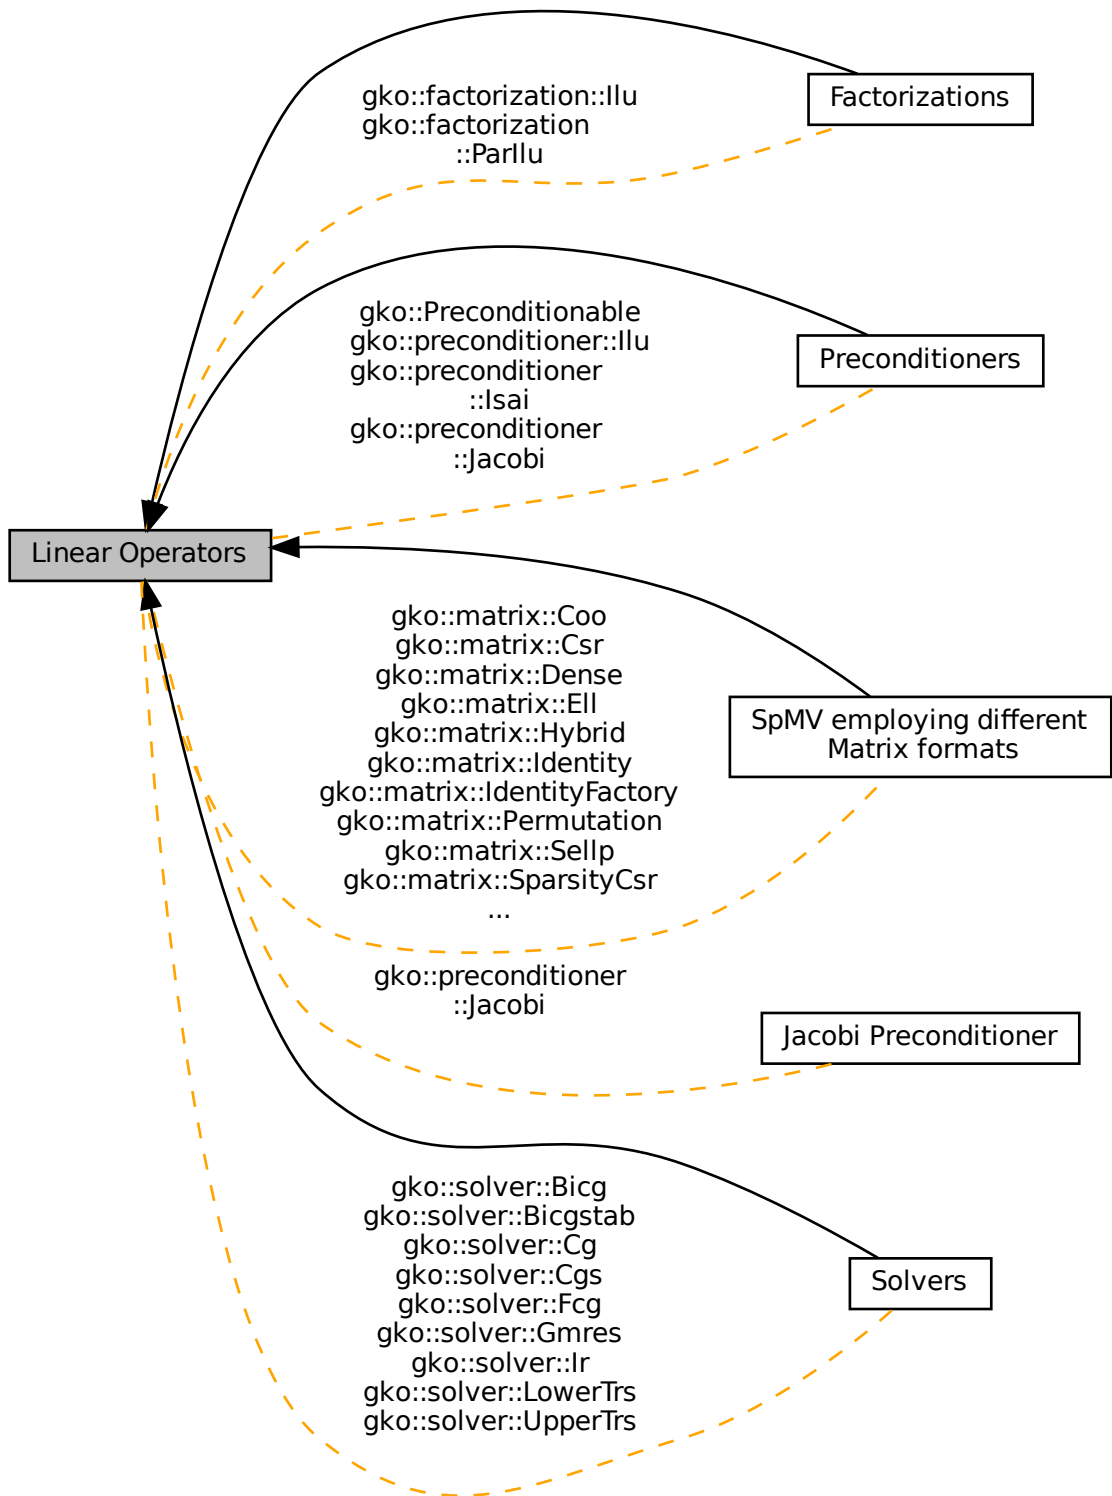 gko::factorization::Ilu
gko::factorization
::ParIlu
Factorizations
gko::Preconditionable
gko::preconditioner::Ilu
gko::preconditioner
::Isai
gko::preconditioner
::Jacobi
Preconditioners
Linear Operators
gko::matrix::Coo
gko::matrix::Csr
gko::matrix::Dense
gko::matrix::Ell
gko::matrix::Hybrid
gko::matrix::Identity
gko::matrix::IdentityFactory
gko::matrix::Permutation
gko::matrix::Sellp
gko::matrix::SparsityCsr
...
SpMV employing different
Matrix formats
gko::preconditioner
::Jacobi
Jacobi Preconditioner
gko::solver::Bicg
gko::solver::Bicgstab
gko::solver::Cg
gko::solver::Cgs
gko::solver::Fcg
gko::solver::Gmres
gko::solver::Ir
gko::solver::LowerTrs
gko::solver::UpperTrs
Solvers